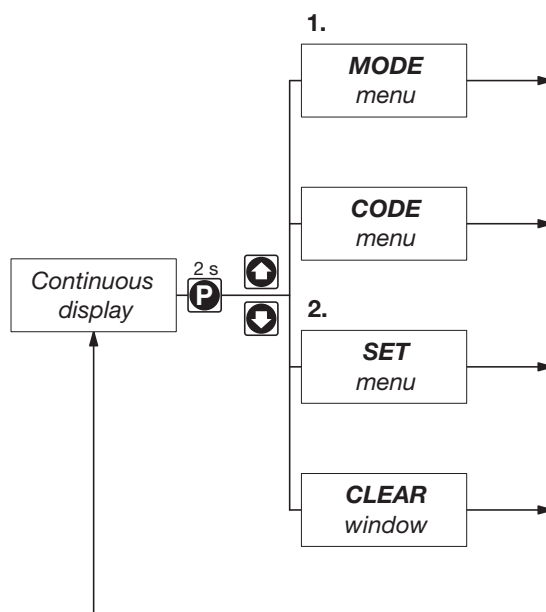 1.
MODE
menu
CODE
menu
2 s
P
Continuous
display
2.
SET
menu
CLEAR
window